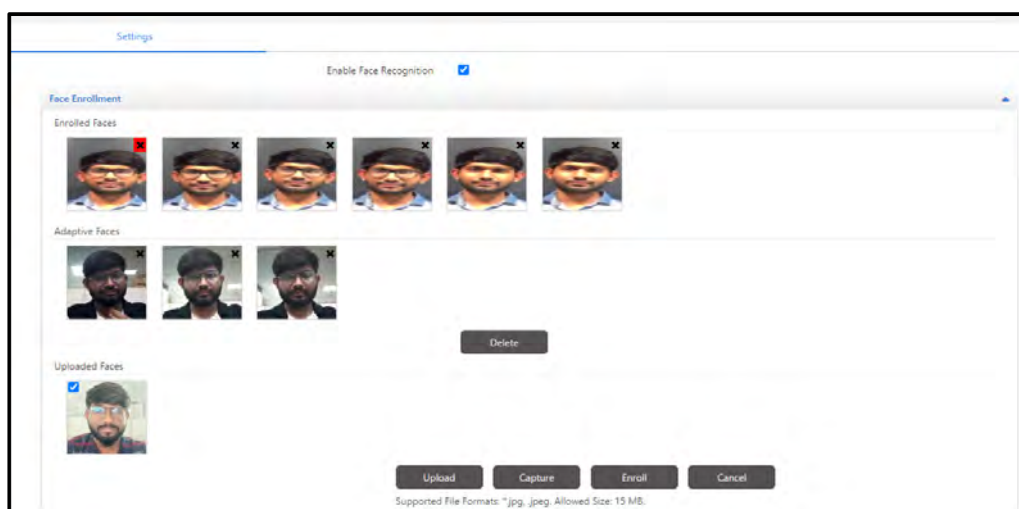 Settings
Enable Face Recognition
Face Enrollment
Enrolled Faces
Adaptive Faces
Delete
Uploaded Faces
Upload Capture Enroll Cancel
Supported File Formats: *.jpg, .jpeg. Allowed Size: 15 MB.